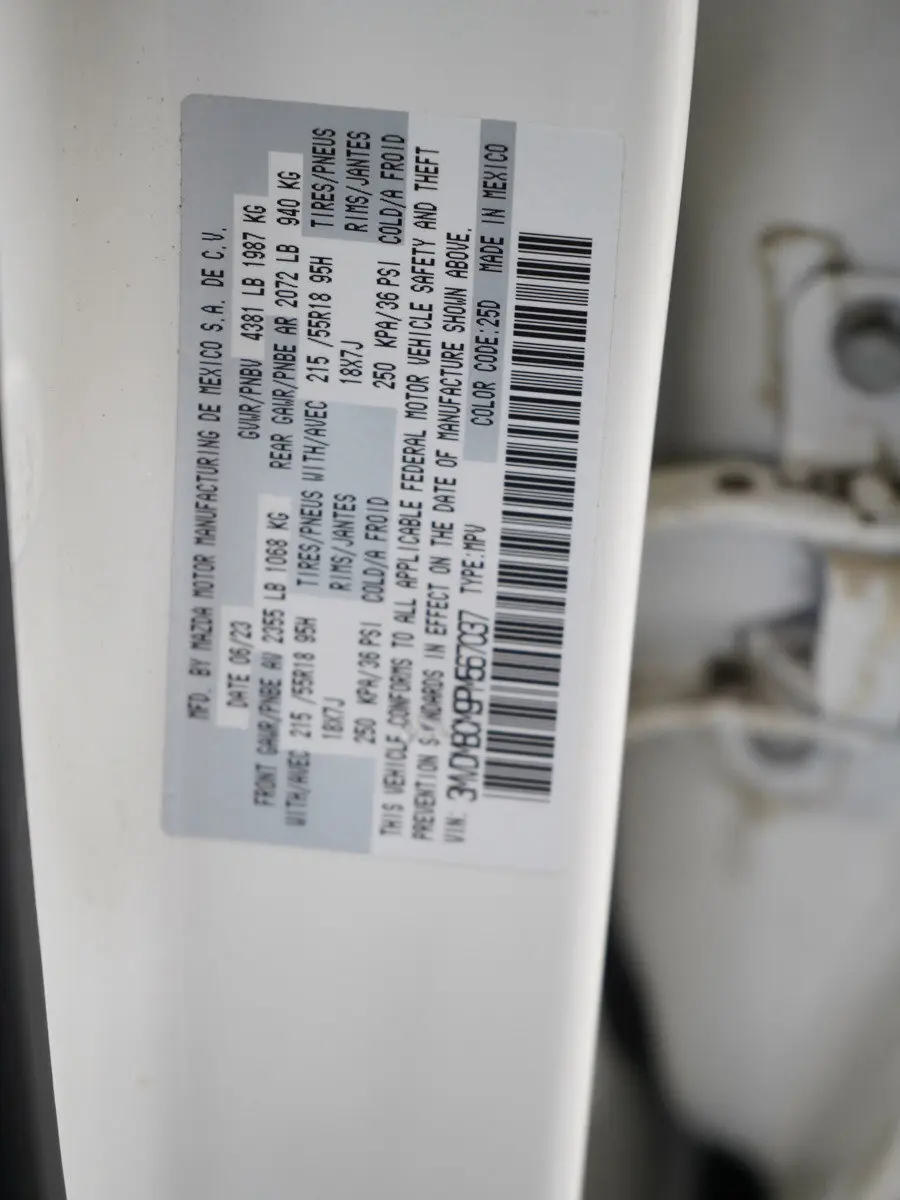 MFD. BY MAZDA MOTOR MANUFACTURING DE MEXICO S.A. DE C.V.
DATE 06/23 GVWR/PNBV 4381 LB 1987 KG
FRONT GAWR/PNBE AV 2355 LB 1068 KG REAR GAWR/PNBE AR 2072 LB 940 KG
WITH/AVEC 215 /55R18 95H TIRES/PNEUS WITH/AVEC 215 /55R18 95H TIRES/PNEUS
18X7J RIMS/JANTES 18X7J RIMS/JANTES
250 KPA/36 PSI COLD/A FROID 250 KPA/36 PSI COLD/A FROID
THIS VEHICLE CONFORMS TO ALL APPLICABLE FEDERAL MOTOR VEHICLE SAFETY AND THEFT
PREVENTION STANDARDS IN EFFECT ON THE DATE OF MANUFACTURE SHOWN ABOVE.
VIN: 3MVDMBCM9PM567037 TYPE:MPV COLOR CODE:25D MADE IN MEXICO